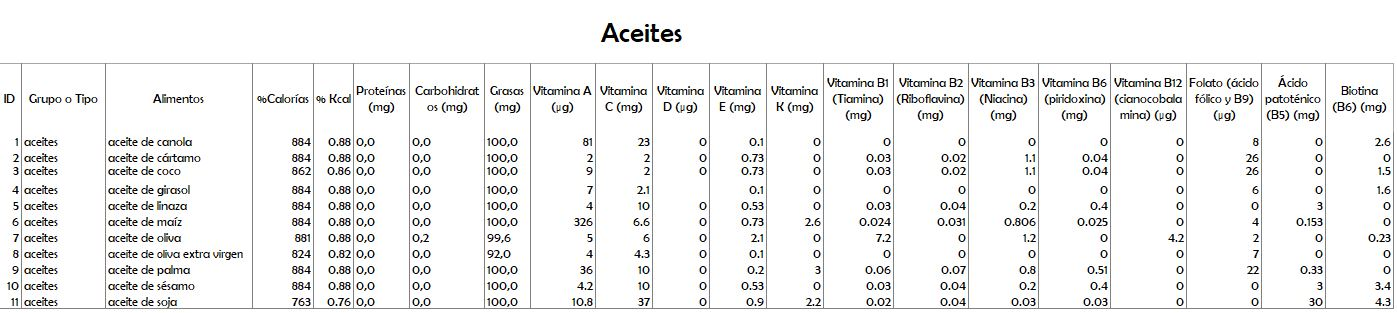 Aceites
ID Grupo o Tipo Alimentos %Calorías % Kcal Proteínas (mg) Carbohidratos (mg) Grasas (mg) Vitamina A (µg) Vitamina C (mg) Vitamina D (µg) Vitamina E (mg) Vitamina K (mg) Vitamina B1 (Tiamina) (mg) Vitamina B2 (Riboflavina) (mg) Vitamina B3 (Niacina) (mg) Vitamina B6 (piridoxina) (mg) Vitamina B12 (cianocobalamina) (µg) Folato (ácido fólico y B9) (µg) Ácido patoténico (B5) (mg) Biotina (B6) (mg)
1 aceites aceite de canola 884 0.88 0,0 0,0 100,0 81 23 0 0.1 0 0 0 0 0 0 8 0 2.6
2 aceites aceite de cártamo 884 0.88 0,0 0,0 100,0 2 2 0 0.73 0 0.03 0.02 1.1 0.04 0 26 0 0
3 aceites aceite de coco 862 0.86 0,0 0,0 100,0 9 2 0 0.73 0 0.03 0.02 1.1 0.04 0 26 0 1.5
4 aceites aceite de girasol 884 0.88 0,0 0,0 100,0 7 2.1 0 0.1 0 0 0 0 0 0 6 0 1.6
5 aceites aceite de linaza 884 0.88 0,0 0,0 100,0 4 10 0 0.53 0 0.03 0.04 0.2 0.4 0 0 3 0
6 aceites aceite de maíz 884 0.88 0,0 0,0 100,0 326 6.6 0 0.73 2.6 0.024 0.031 0.806 0.025 0 4 0.153 0
7 aceites aceite de oliva 881 0.88 0,0 0,2 99,6 5 6 0 2.1 0 7.2 0 1.2 0 4.2 2 0 0.23
8 aceites aceite de oliva extra virgen 824 0.82 0,0 0,0 92,0 4 4.3 0 0.1 0 0 0 0 0 0 7 0 0
9 aceites aceite de palma 884 0.88 0,0 0,0 100,0 36 10 0 0.2 3 0.06 0.07 0.8 0.51 0 22 0.33 0
10 aceites aceite de sésamo 884 0.88 0,0 0,0 100,0 4.2 10 0 0.53 0 0.03 0.04 0.2 0.4 0 0 3 3.4
11 aceites aceite de soja 763 0.76 0,0 0,0 100,0 10.8 37 0 0.9 2.2 0.02 0.04 0.03 0.03 0 0 30 4.3